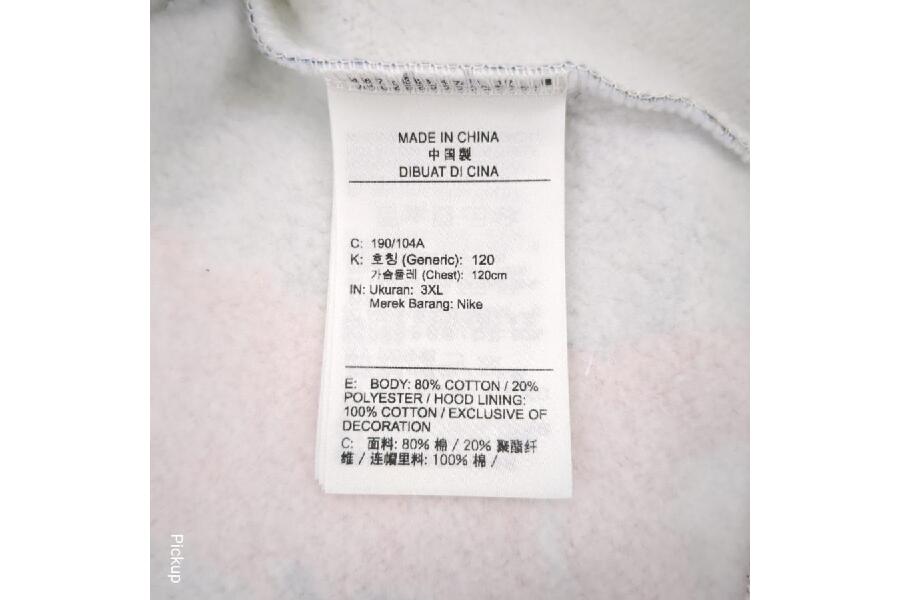 MADE IN CHINA
中国製
DIBUAT DI CINA
C: 190/104A
K: 호칭 (Generic): 120
가슴둘레 (Chest): 120cm
IN: Ukuran: 3XL
Merek Barang: Nike
E: BODY: 80% COTTON / 20%
POLYESTER / HOOD LINING:
100% COTTON / EXCLUSIVE OF
DECORATION
C: 面料: 80% 棉 / 20% 聚酯纤
维 / 连帽里料: 100% 棉 /
Pickup